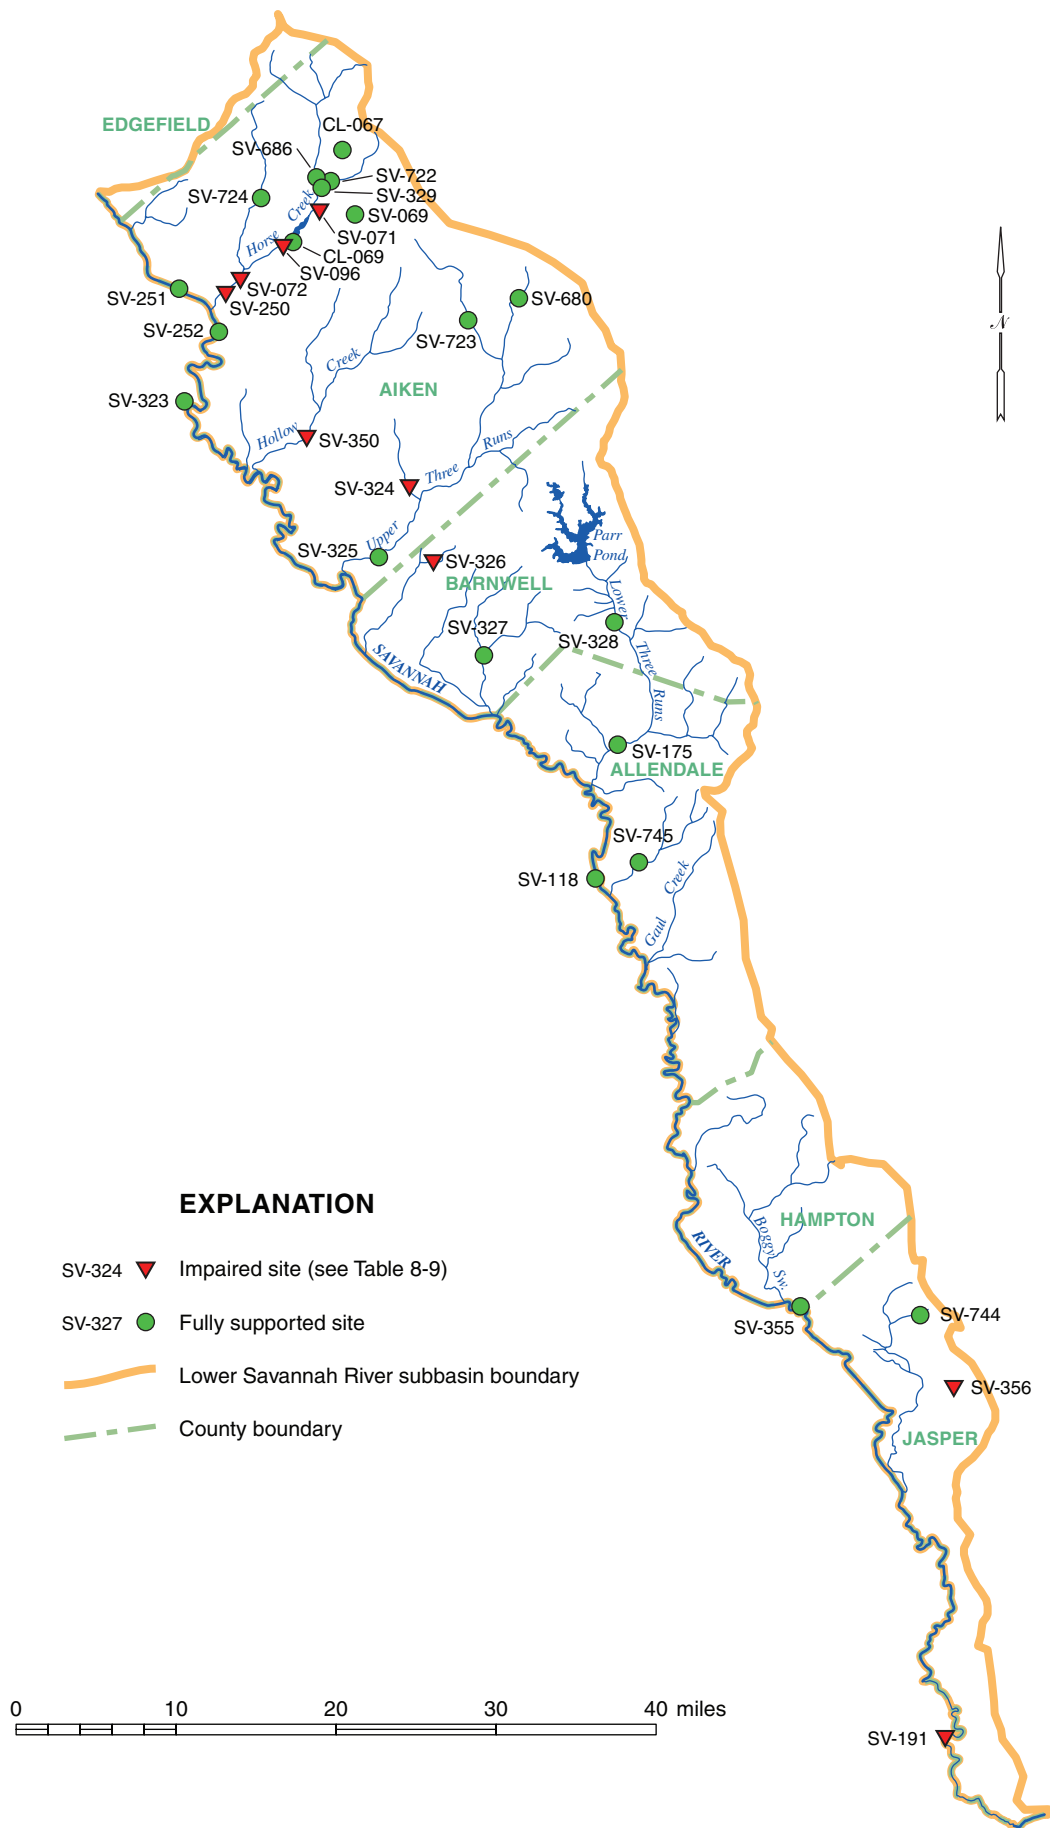 EDGEFIELD
CL-067
SV-686
SV-722
SV-724
SV-329
Creek
SV-069
Horse
SV-071
CL-069
SV-096
SV-072
SV-251
SV-250
SV-680
SV-252
SV-723
N
Creek
AIKEN
SV-323
Hollow
SV-350
Runs
Three
SV-324
Upper
Parr
Pond
SV-325
SV-326
BARNWELL
Lower
SV-327
SV-328
SAVANNAH
Three
Runs
SV-175
ALLENDALE
SV-745
SV-118
Creek
Gaul
EXPLANATION
HAMPTON
Boggy
RIVER
Sw.
SV-324
Impaired site (see Table 8-9)
SV-327
Fully supported site
SV-355
SV-744
Lower Savannah River subbasin boundary
SV-356
County boundary
JASPER
0 10 20 30 40 miles
SV-191